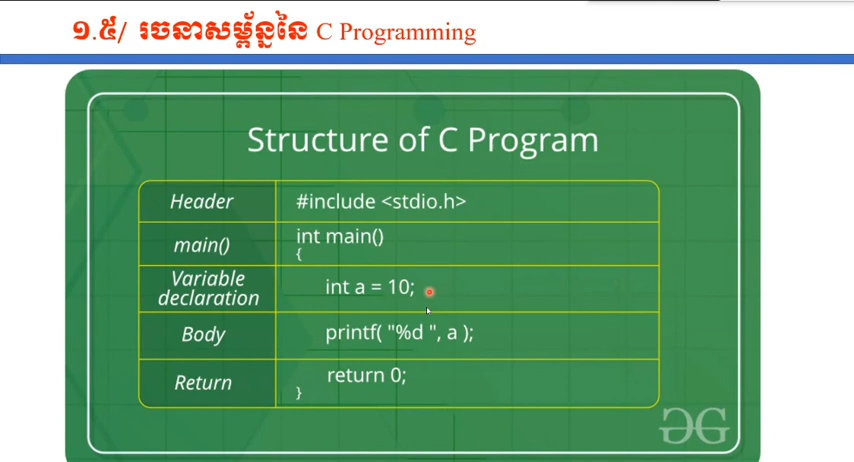 ១.៥/ រចនាសម្ព័ន្ធនៃ C Programming
Structure of C Program
Header #include <stdio.h>
main() int main()
{
Variable declaration int a = 10;
Body printf( "%d ", a );
Return return 0;
}